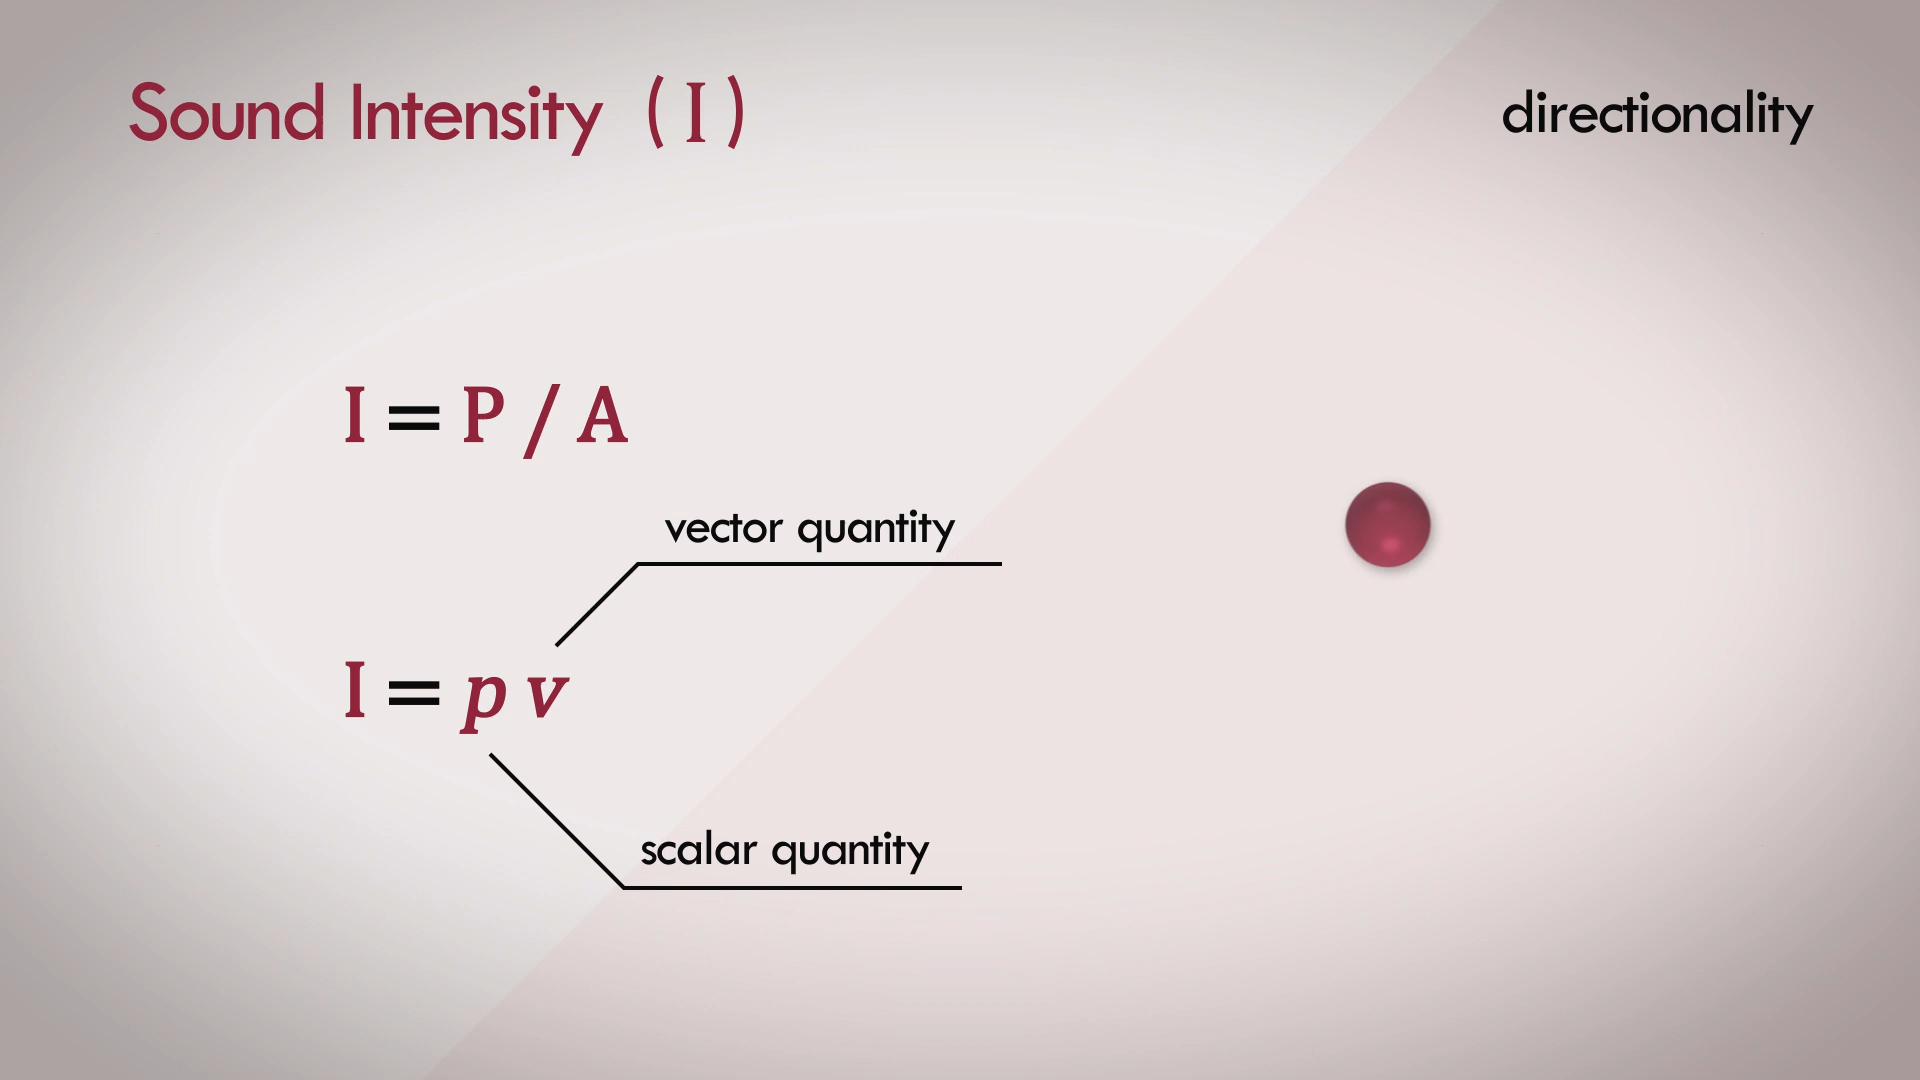 Sound Intensity ( I )
directionality
I = P / A
vector quantity
I = p v
scalar quantity